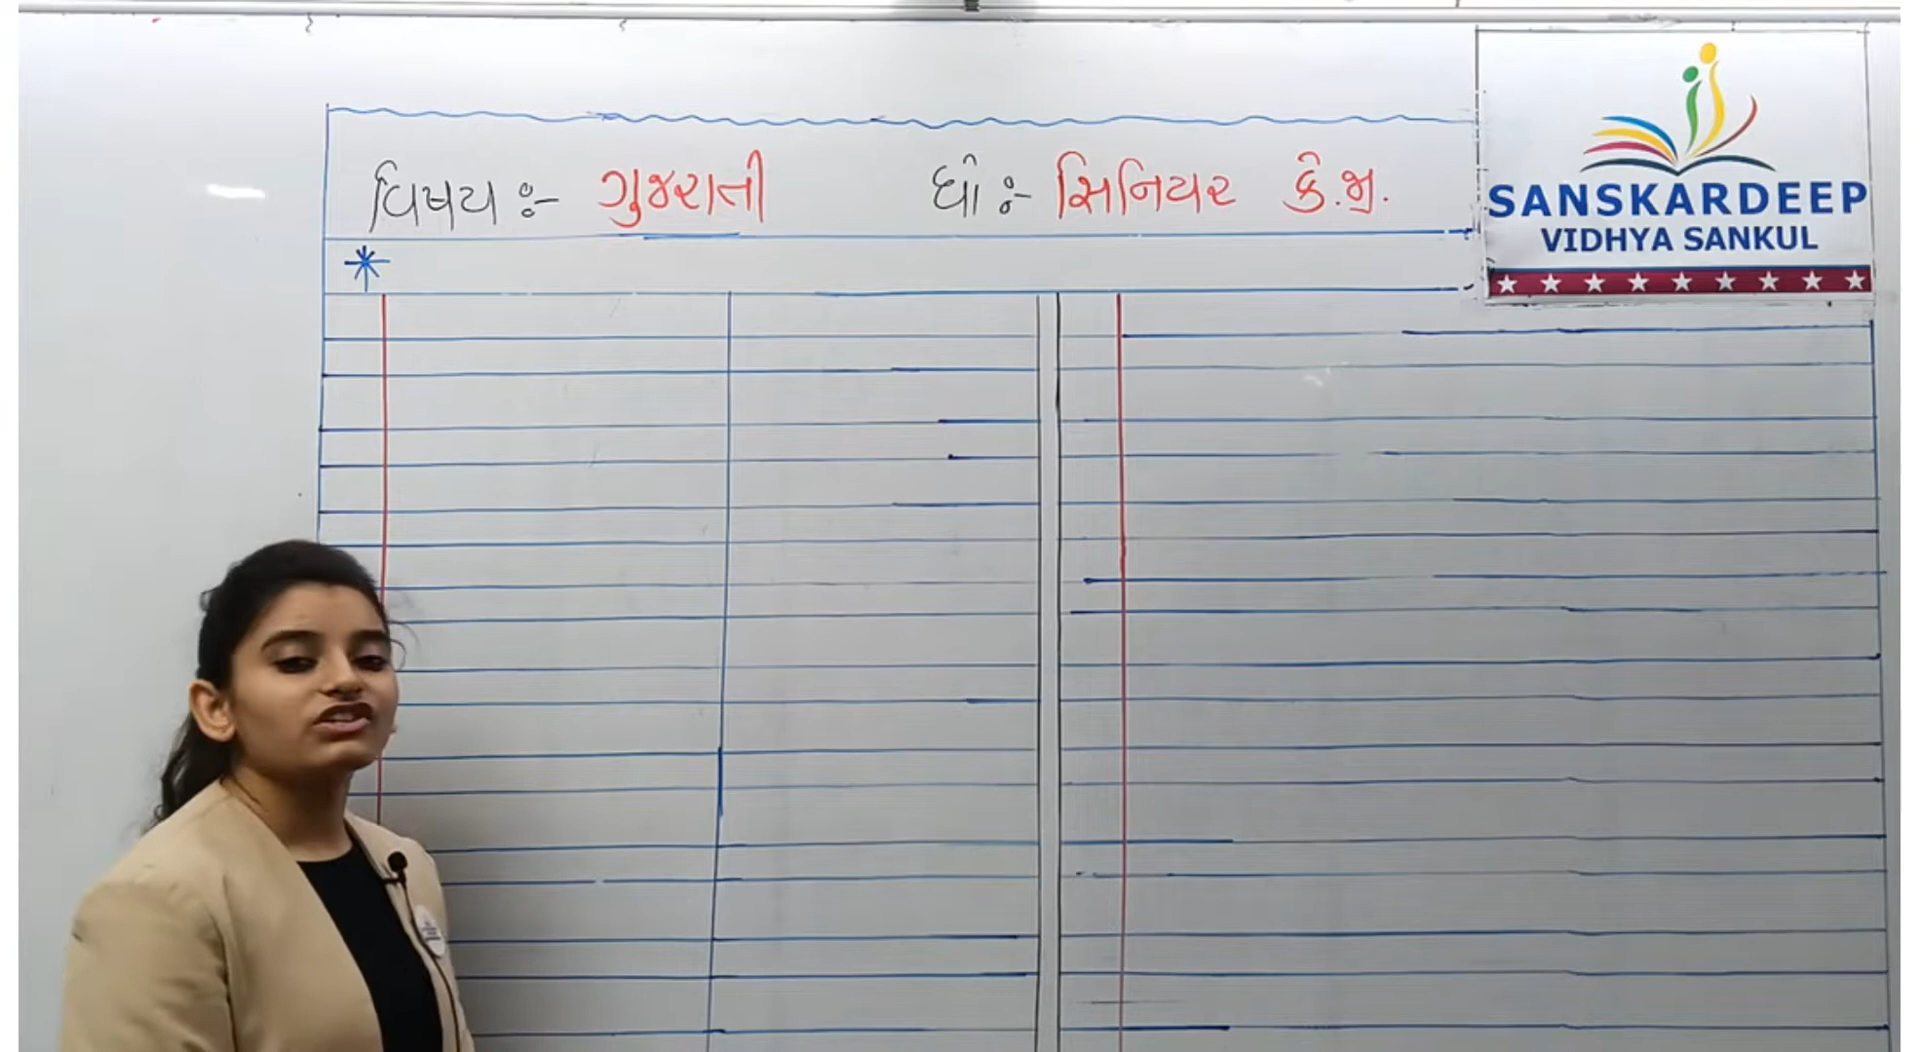 વિષય :- ગુજરાતી ધો :- સિનિયર કે.જી.
SANSKARDEEP
VIDHYA SANKUL